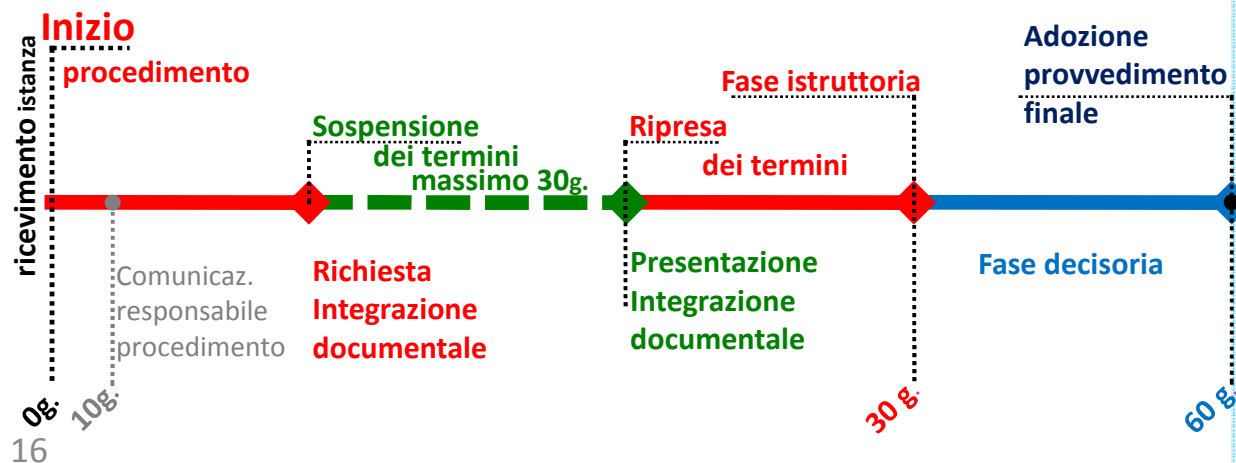 Inizio
procedimento
ricevimento istanza
Sospensione
dei termini
massimo 30g.
Ripresa
dei termini
Fase istruttoria
Adozione
provvedimento
finale
Comunicaz.
responsabile
procedimento
Richiesta
Integrazione
documentale
Presentazione
Integrazione
documentale
Fase decisoria
0g.
10g.
30 g.
60 g.
16